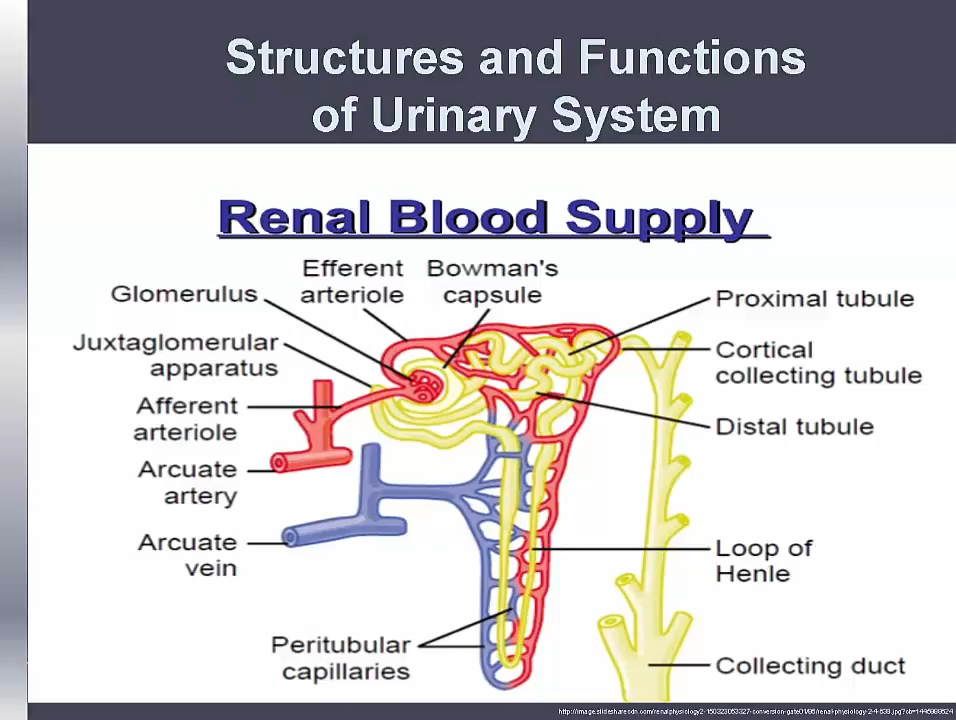 Structures and Functions
of Urinary System
Renal Blood Supply
Efferent
arteriole
Bowman's
capsule
Glomerulus
Proximal tubule
Juxtaglomerular
apparatus
Cortical
collecting tubule
Afferent
arteriole
Distal tubule
Arcuate
artery
Arcuate
vein
Loop of
Henle
Peritubular
capillaries
Collecting duct